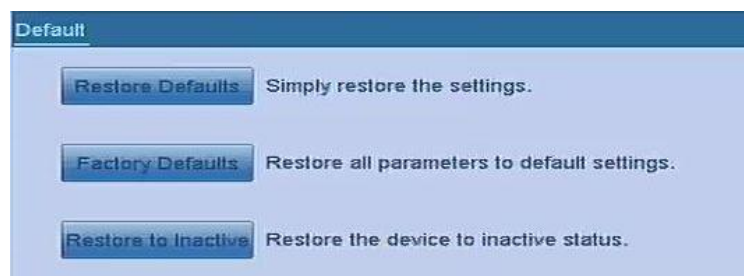 Default
Restore Defaults Simply restore the settings.
Factory Defaults Restore all parameters to default settings.
Restore to Inactive Restore the device to inactive status.